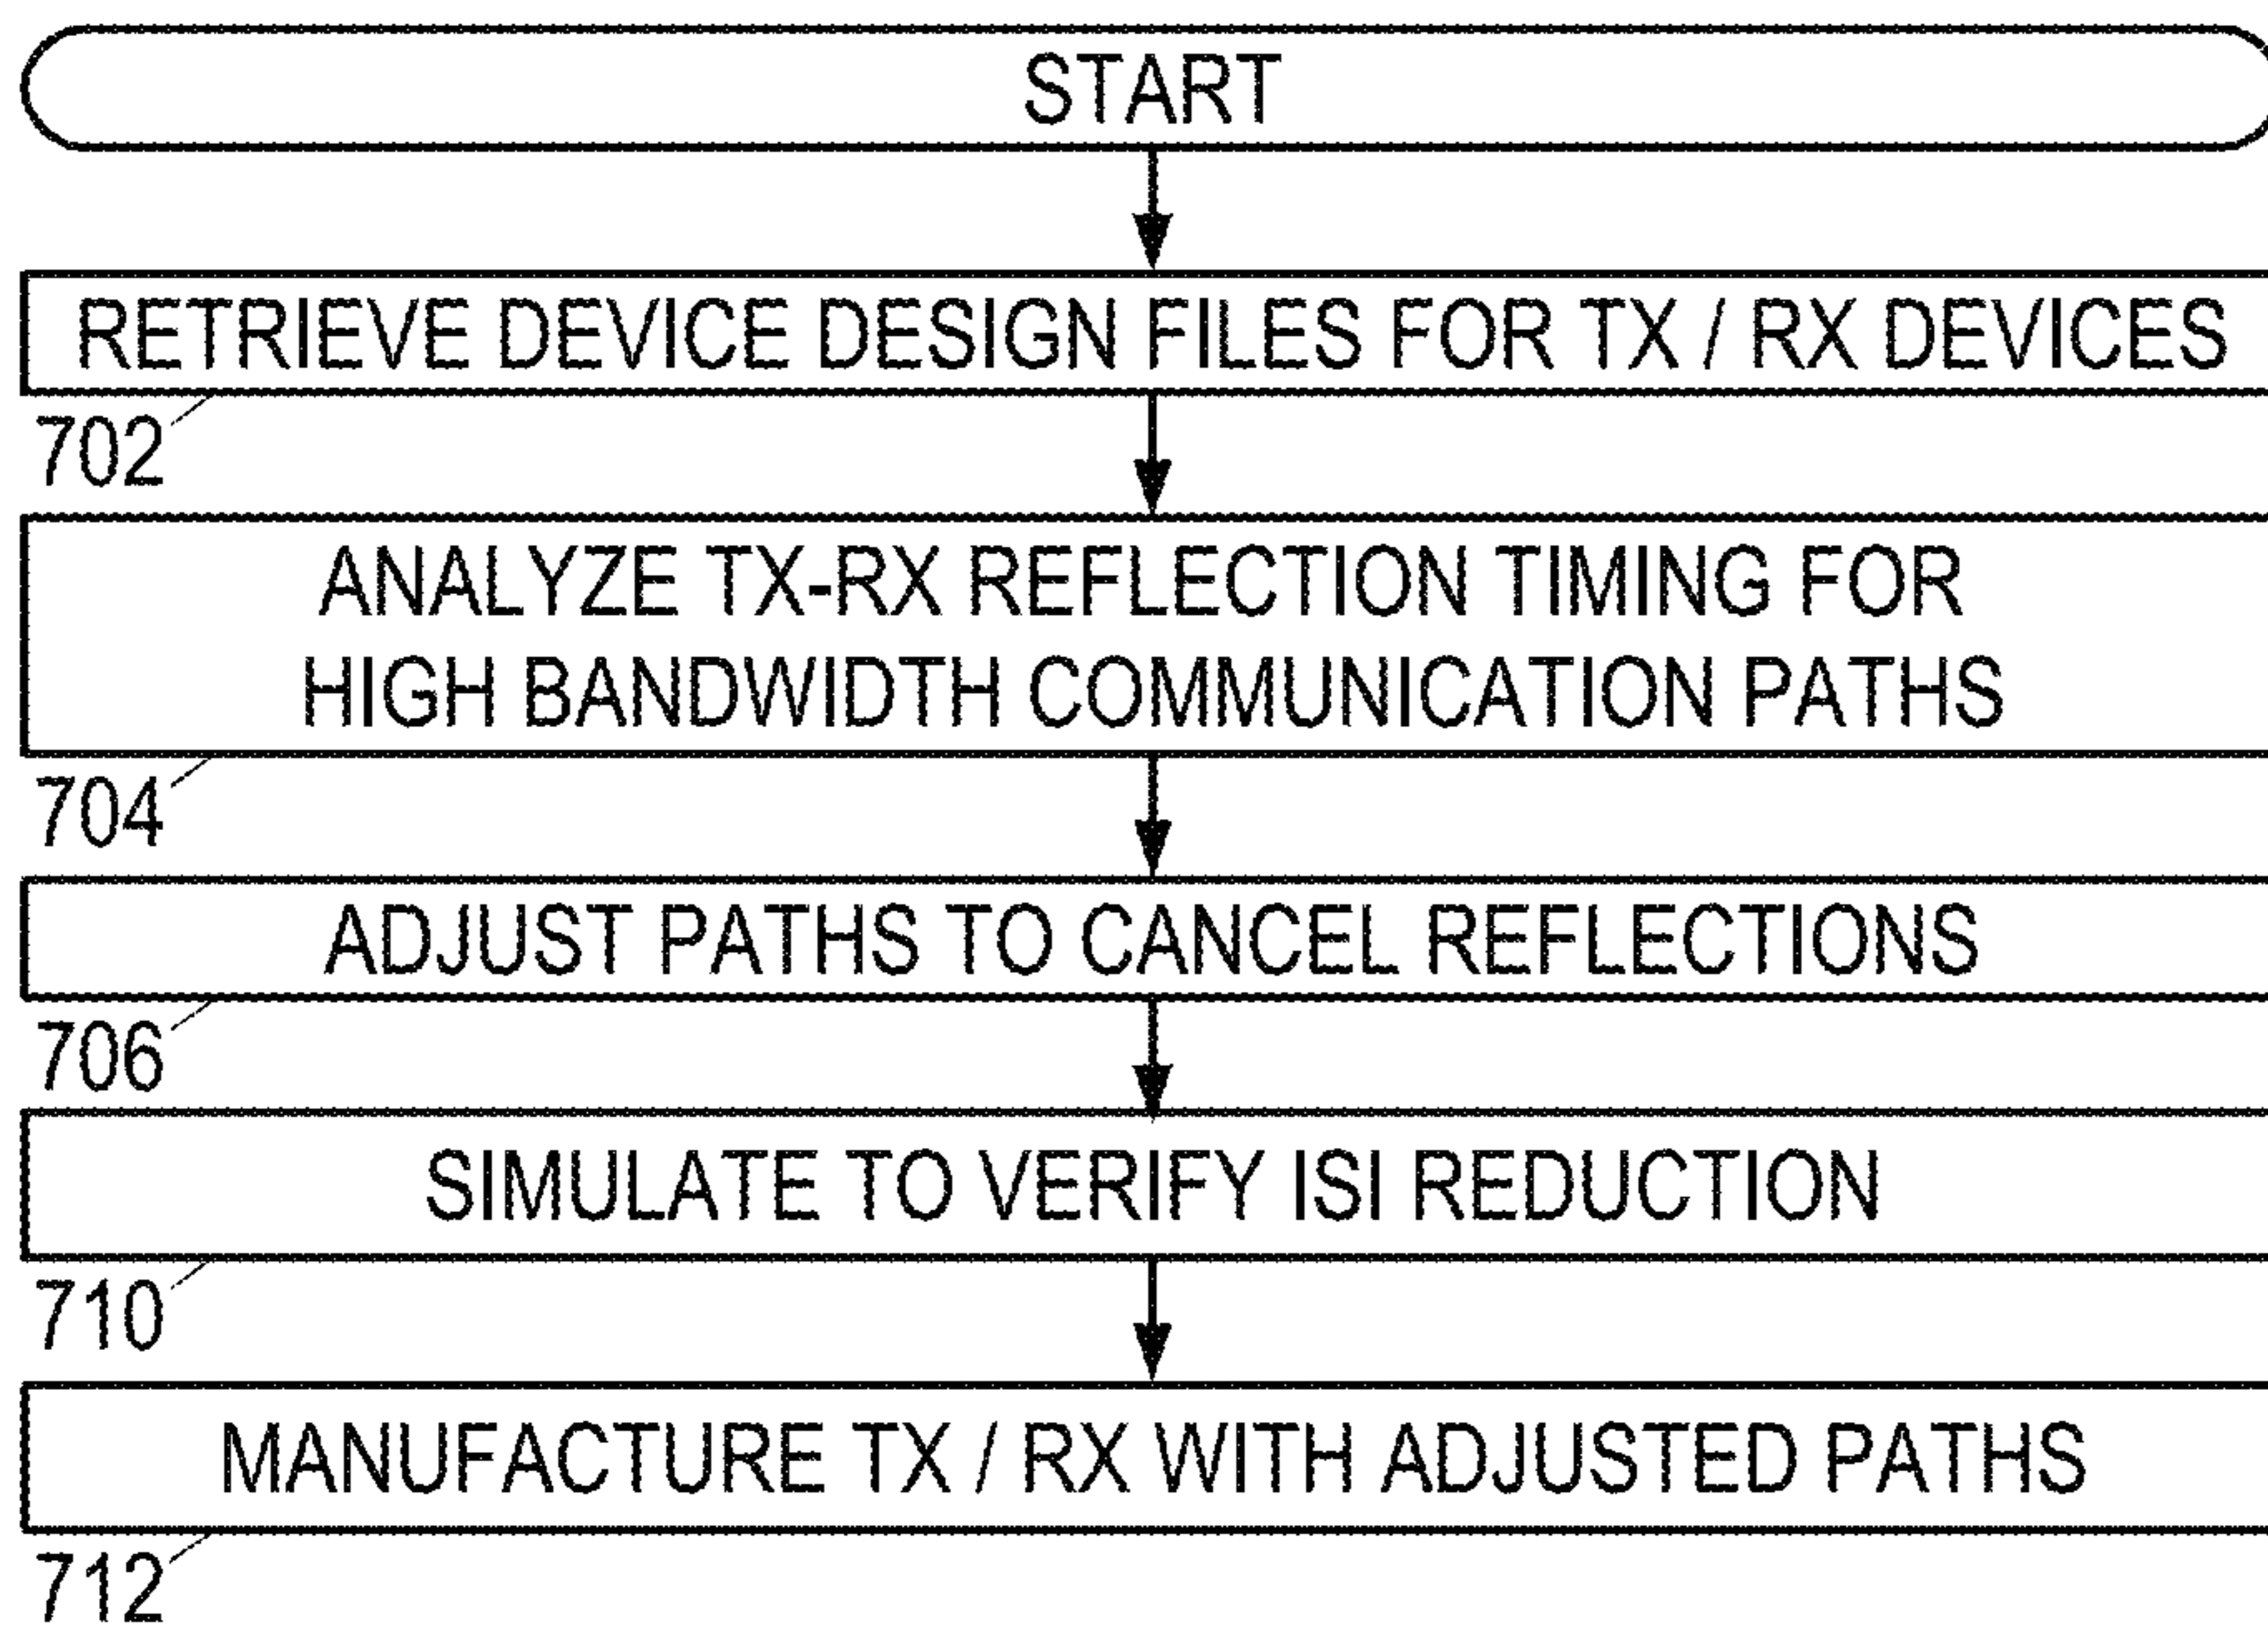 START
RETRIEVE DEVICE DESIGN FILES FOR TX / RX DEVICES
702
ANALYZE TX-RX REFLECTION TIMING FOR
HIGH BANDWIDTH COMMUNICATION PATHS
704
ADJUST PATHS TO CANCEL REFLECTIONS
706
SIMULATE TO VERIFY ISI REDUCTION
710
MANUFACTURE TX / RX WITH ADJUSTED PATHS
712